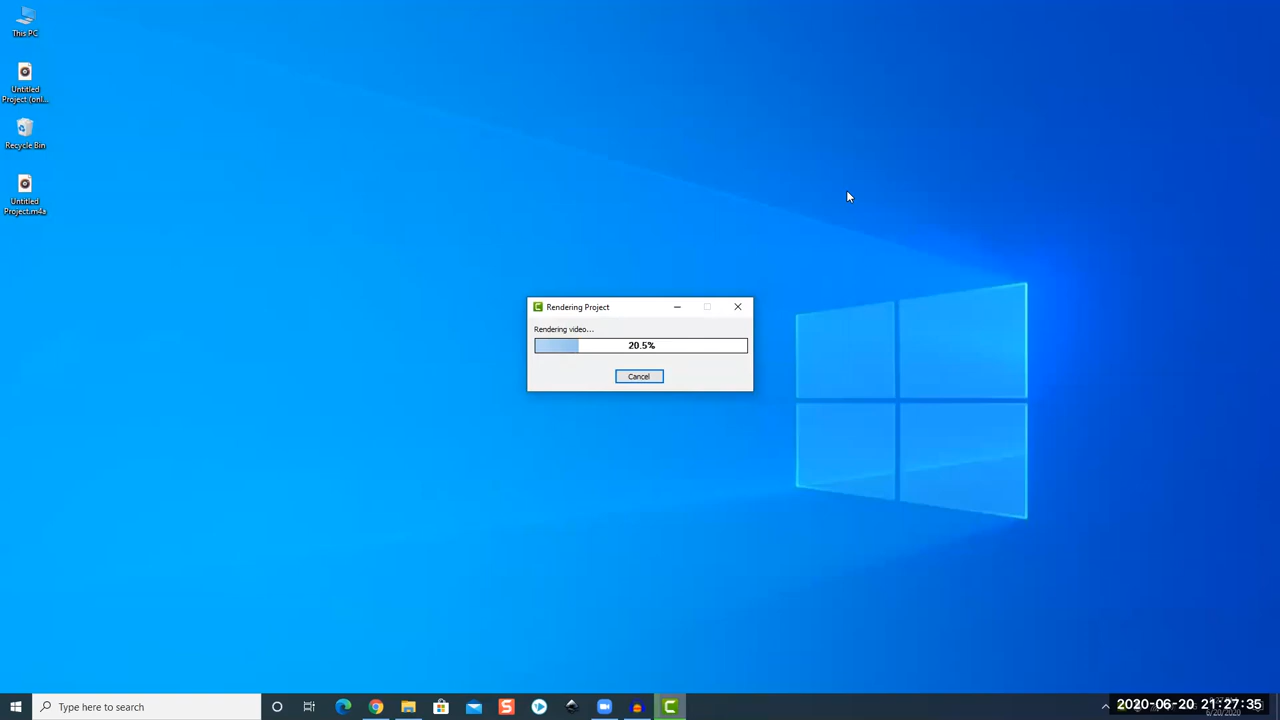 This PC
Untitled
Project (onl...
Recycle Bin
Untitled
Project.m4a
Rendering Project
Rendering video...
20.5%
Cancel
Type here to search
2020-06-20 21:27:35